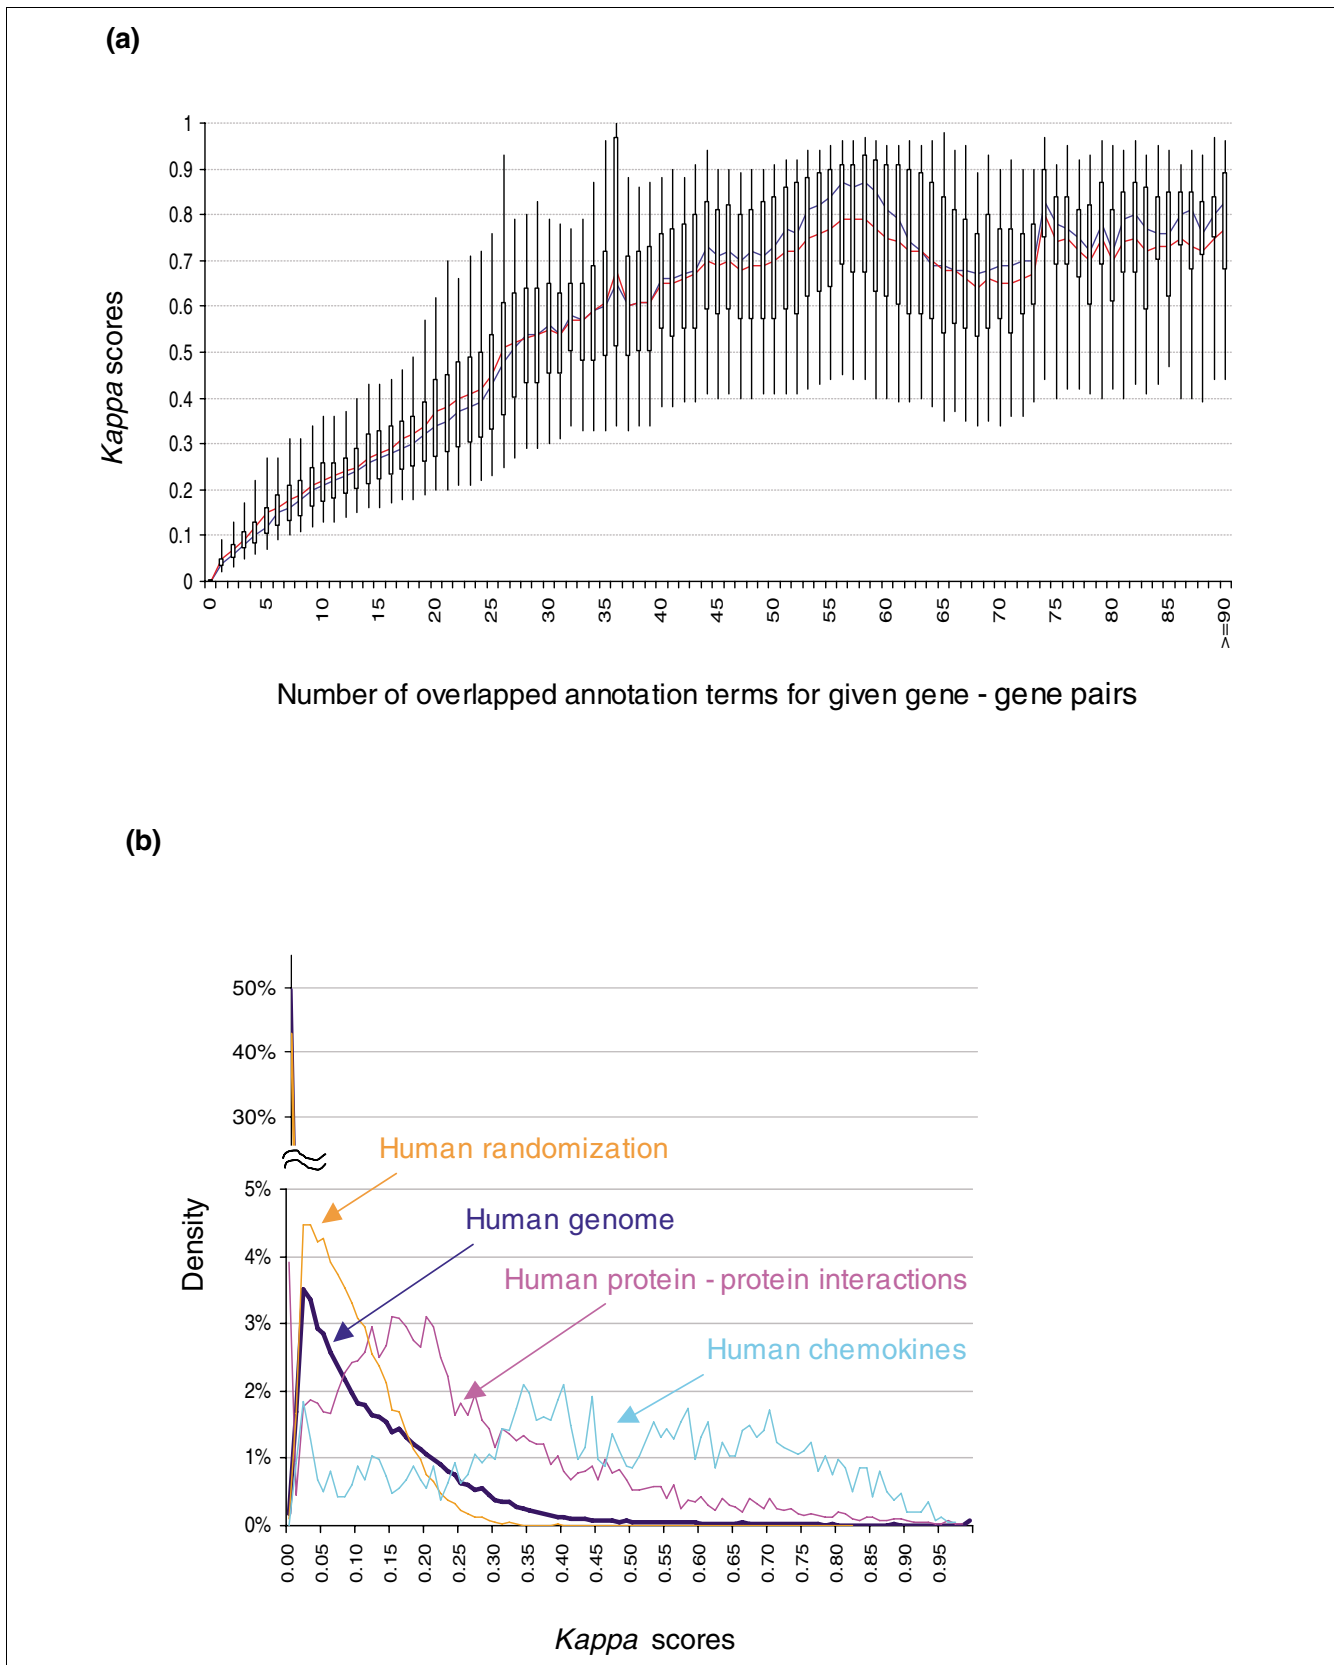 (a)
1
0.9
0.8
0.7
0.6
0.5
0.4
0.3
0.2
0.1
0
Kappa scores
0 5 10 15 20 25 30 35 40 45 50 55 60 65 70 75 80 85 >=90
Number of overlapped annotation terms for given gene - gene pairs
(b)
50%
40%
30%
Human randomization
5%
Human genome
4%
Human protein - protein interactions
3%
Human chemokines
2%
1%
0%
Density
0.00 0.05 0.10 0.15 0.20 0.25 0.30 0.35 0.40 0.45 0.50 0.55 0.60 0.65 0.70 0.75 0.80 0.85 0.90 0.95
Kappa scores